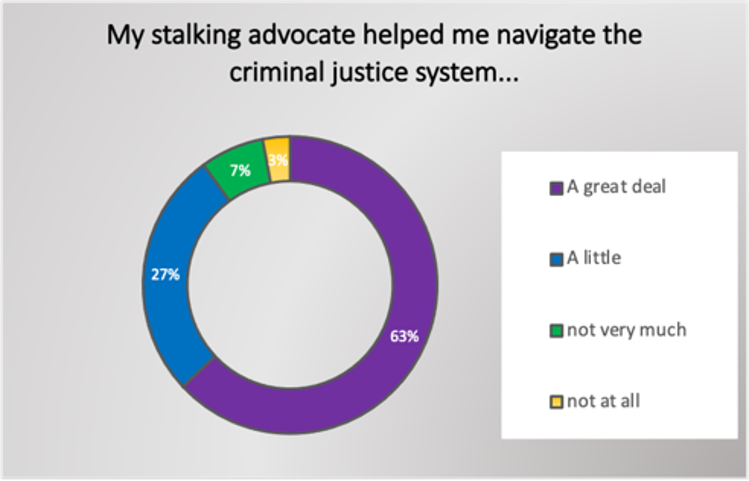 My stalking advocate helped me navigate the
criminal justice system...
3%
7%
27%
63%
A great deal
A little
not very much
not at all